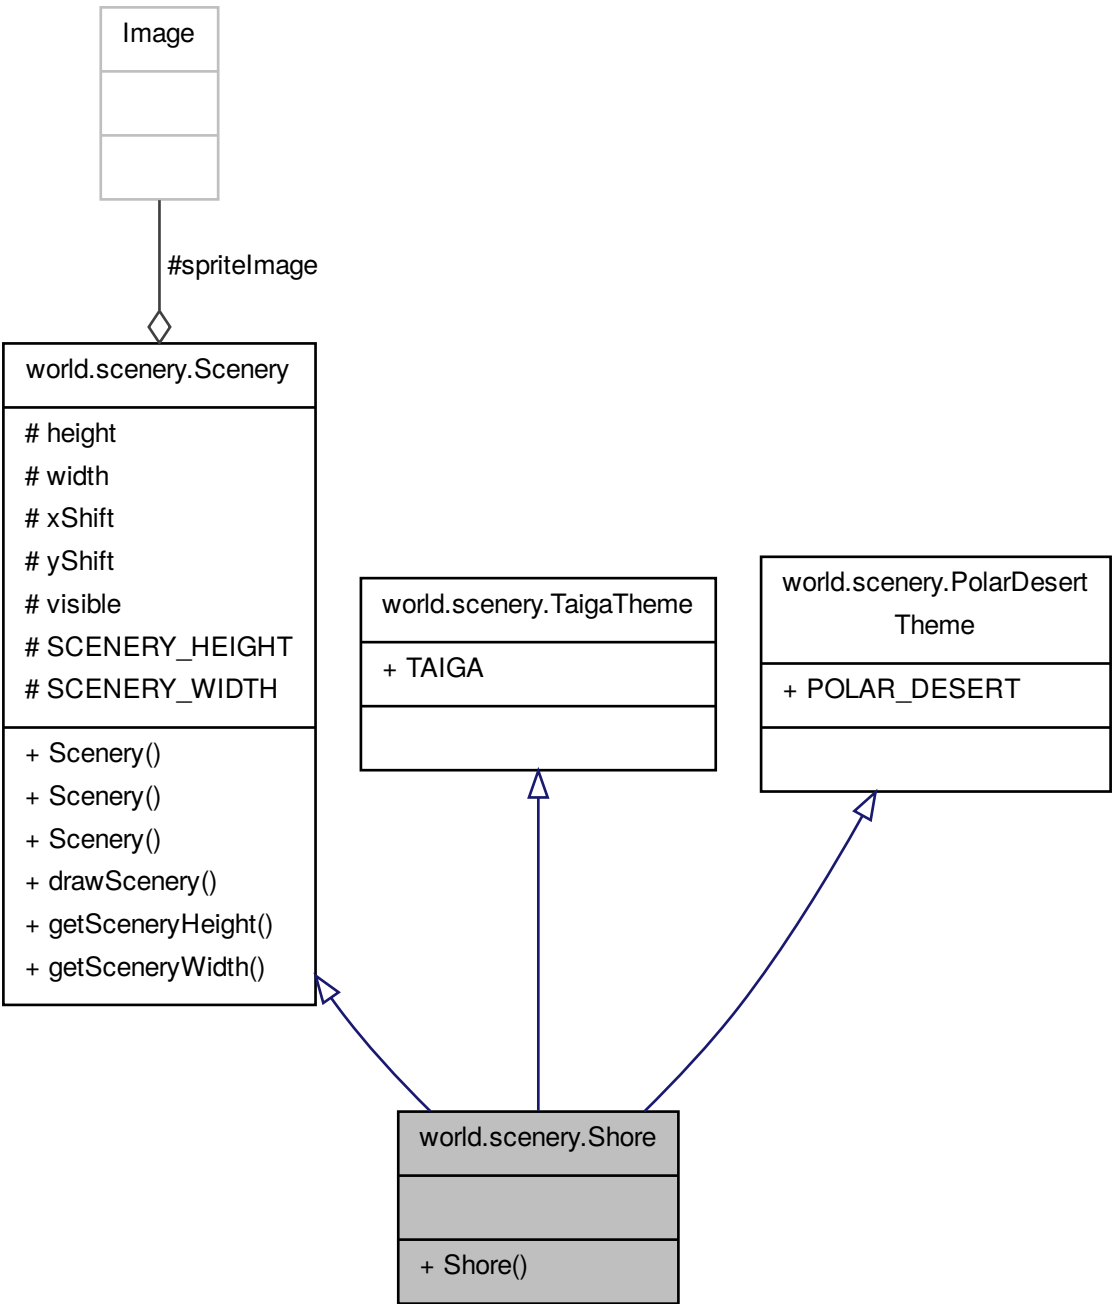 Image
#spriteImage
world.scenery.Scenery
# height
# width
# xShift
# yShift
# visible
# SCENERY_HEIGHT
# SCENERY_WIDTH
+ Scenery()
+ Scenery()
+ Scenery()
+ drawScenery()
+ getSceneryHeight()
+ getSceneryWidth()
world.scenery.TaigaTheme
+ TAIGA
world.scenery.PolarDesert
Theme
+ POLAR_DESERT
world.scenery.Shore
+ Shore()